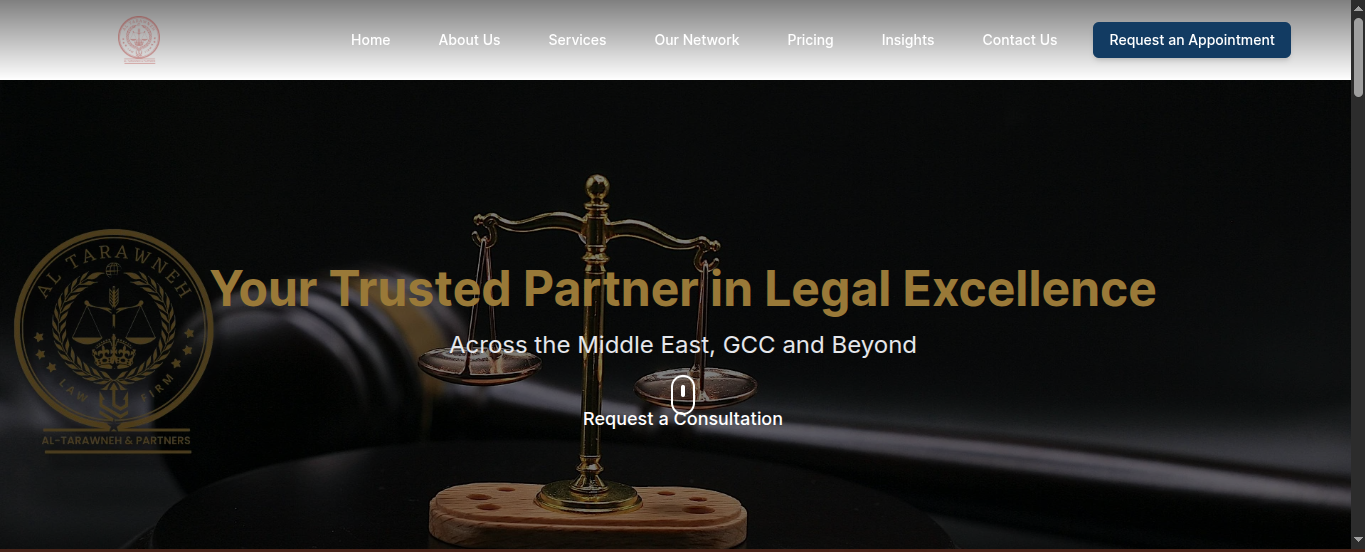 Home
About Us
Services
Our Network
Pricing
Insights
Contact Us
Request an Appointment
AL TARAWNEH
LAW FIRM
AL-TARAWNEH & PARTNERS
Your Trusted Partner in Legal Excellence
Across the Middle East, GCC and Beyond
Request a Consultation